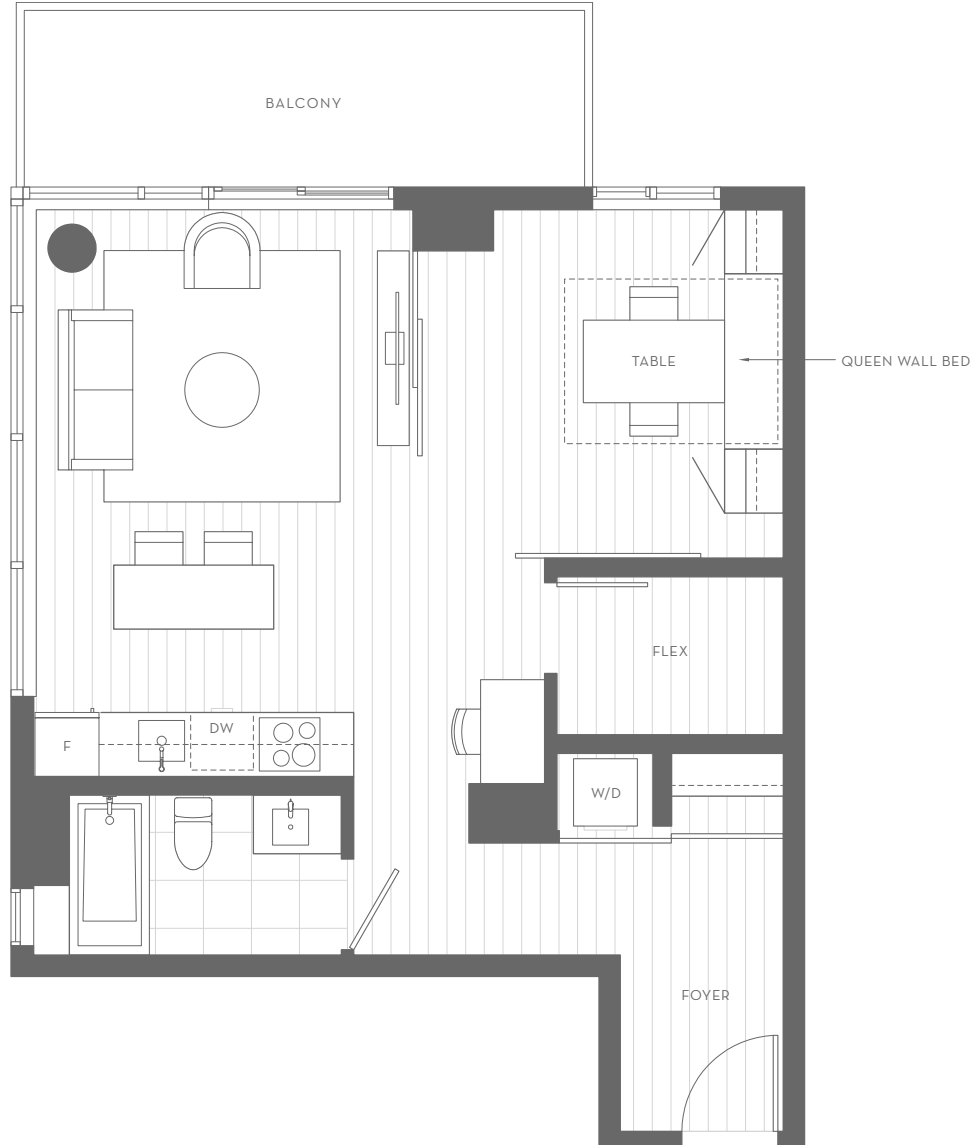 BALCONY
TABLE
QUEEN WALL BED
FLEX
DW
F
W/D
FOYER